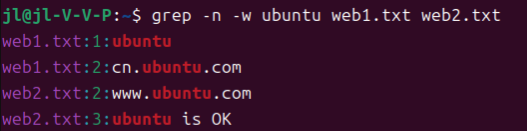 jl@jl-V-V-P:~$ grep -n -w ubuntu web1.txt web2.txt
web1.txt:1:ubuntu
web1.txt:2:cn.ubuntu.com
web2.txt:2:www.ubuntu.com
web2.txt:3:ubuntu is OK